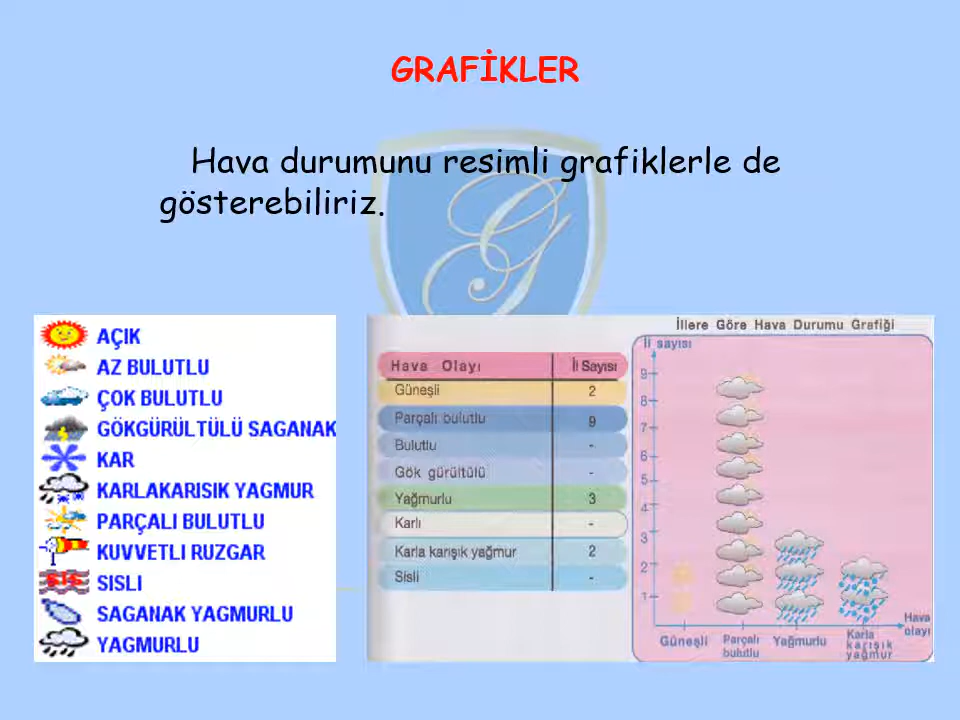 GRAFİKLER
Hava durumunu resimli grafiklerle de
gösterebiliriz.
AÇIK
AZ BULUTLU
ÇOK BULUTLU
GÖKGÜRÜLTÜLÜ SAGANAK
KAR
KARLAKARISIK YAGMUR
PARÇALI BULUTLU
KUVVETLI RUZGAR
SIS SISLI
SAGANAK YAGMURLU
YAGMURLU
Hava Olayı İl Sayısı
Güneşli 2
Parçalı bulutlu 9
Bulutlu -
Gök gürültülü -
Yağmurlu 3
Karlı -
Karla karışık yağmur 2
Sisli -
İllere Göre Hava Durumu Grafiği
İl sayısı
9
8
7
6
5
4
3
2
1
Hava
olayı
Güneşli
Parçalı
bulutlu
Yağmurlu
Karla
karışık
yağmur
G